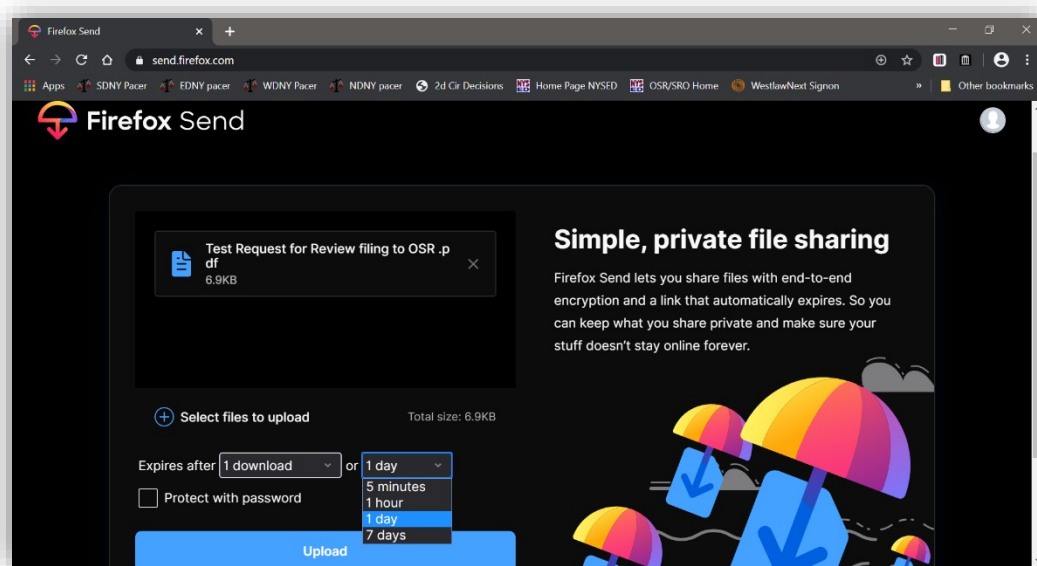 Firefox Send
send.firefox.com
Apps SDNY Pacer EDNY pacer WDNY Pacer NDNY pacer 2d Cir Decisions Home Page NYSED OSR/SRO Home WestlawNext Signon » Other bookmarks
Firefox Send
Test Request for Review filing to OSR .p
df
6.9KB
Select files to upload Total size: 6.9KB
Expires after 1 download or 1 day
5 minutes
1 hour
1 day
7 days
Protect with password
Upload
Simple, private file sharing
Firefox Send lets you share files with end-to-end
encryption and a link that automatically expires. So you
can keep what you share private and make sure your
stuff doesn't stay online forever.